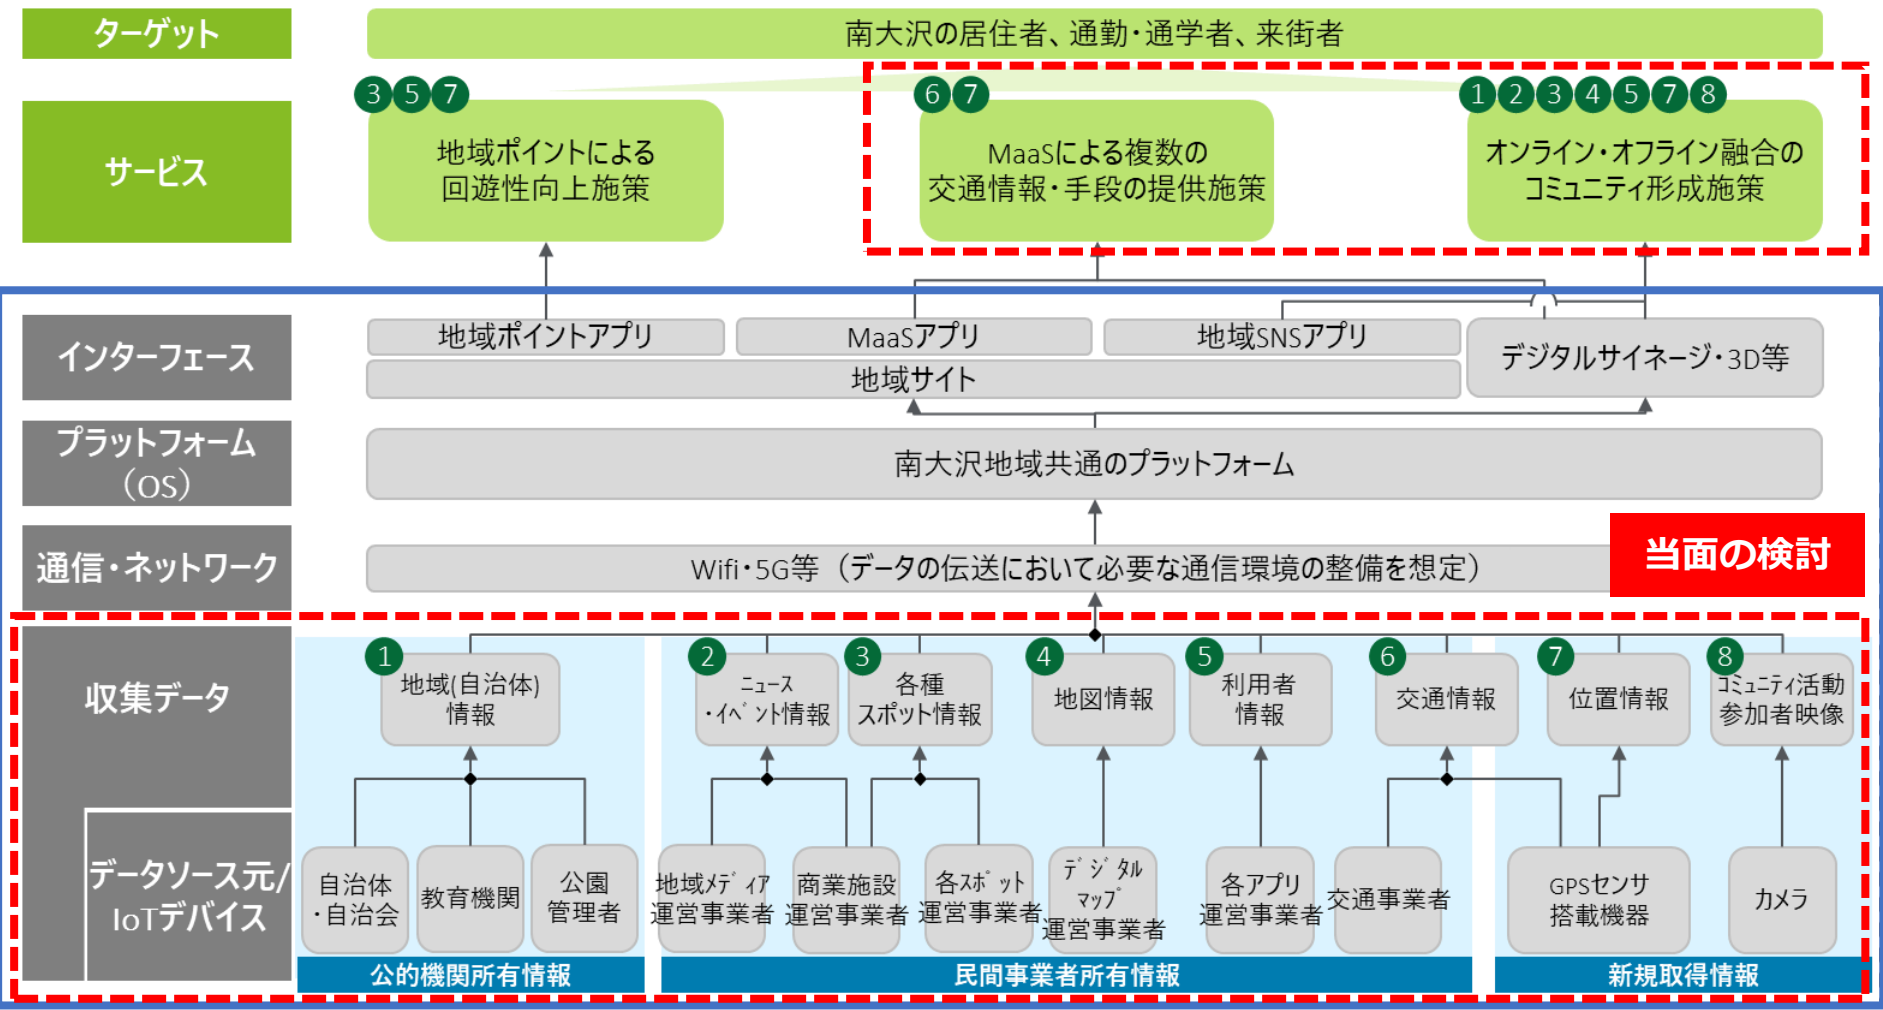 ターゲット
南大沢の居住者、通勤・通学者、来街者
サービス
3 5 7
地域ポイントによる
回遊性向上施策
6 7
MaaSによる複数の
交通情報・手段の提供施策
1 2 3 4 5 7 8
オンライン・オフライン融合の
コミュニティ形成施策
インターフェース
地域ポイントアプリ
MaaSアプリ
地域SNSアプリ
地域サイト
デジタルサイネージ・3D等
プラットフォーム
（OS）
南大沢地域共通のプラットフォーム
通信・ネットワーク
Wifi・5G等（データの伝送において必要な通信環境の整備を想定）
当面の検討
収集データ
1
地域(自治体)
情報
2
ﾆｭｰｽ
・ｲﾍﾞﾝﾄ情報
3
各種
スポット情報
4
地図情報
5
利用者
情報
6
交通情報
7
位置情報
8
ｺﾐｭﾆﾃｨ活動
参加者映像
データソース元/
IoTデバイス
自治体
・自治会
教育機関
公園
管理者
地域ﾒﾃﾞｨｱ
運営事業者
商業施設
運営事業者
各ｽﾎﾟｯﾄ
運営事業者
ﾃﾞｼﾞﾀﾙ
ﾏｯﾌﾟ
運営事業者
各アプリ
運営事業者
交通事業者
GPSセンサ
搭載機器
カメラ
公的機関所有情報
民間事業者所有情報
新規取得情報